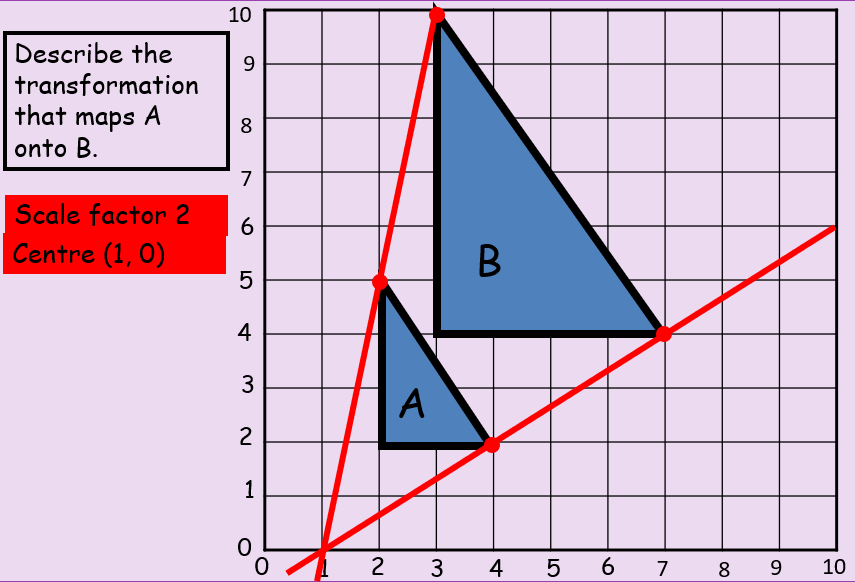 Describe the
transformation
that maps A
onto B.
Scale factor 2
Centre (1, 0)
10
9
8
7
6
5
4
3
2
1
0
B
A
0 1 2 3 4 5 6 7 8 9 10